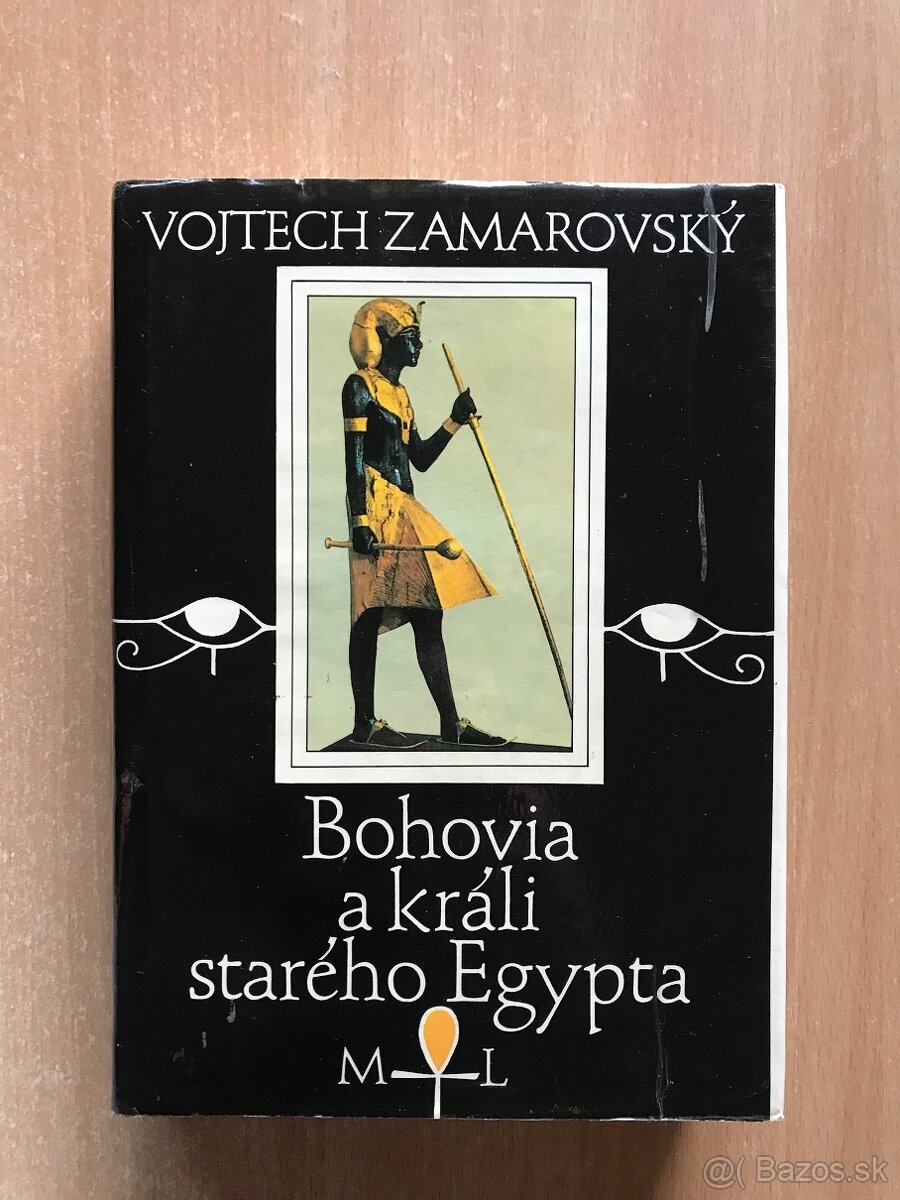 VOJTECH ZAMAROVSKÝ
Bohovia
a králi
starého Egypta
M L
@( Bazos.sk